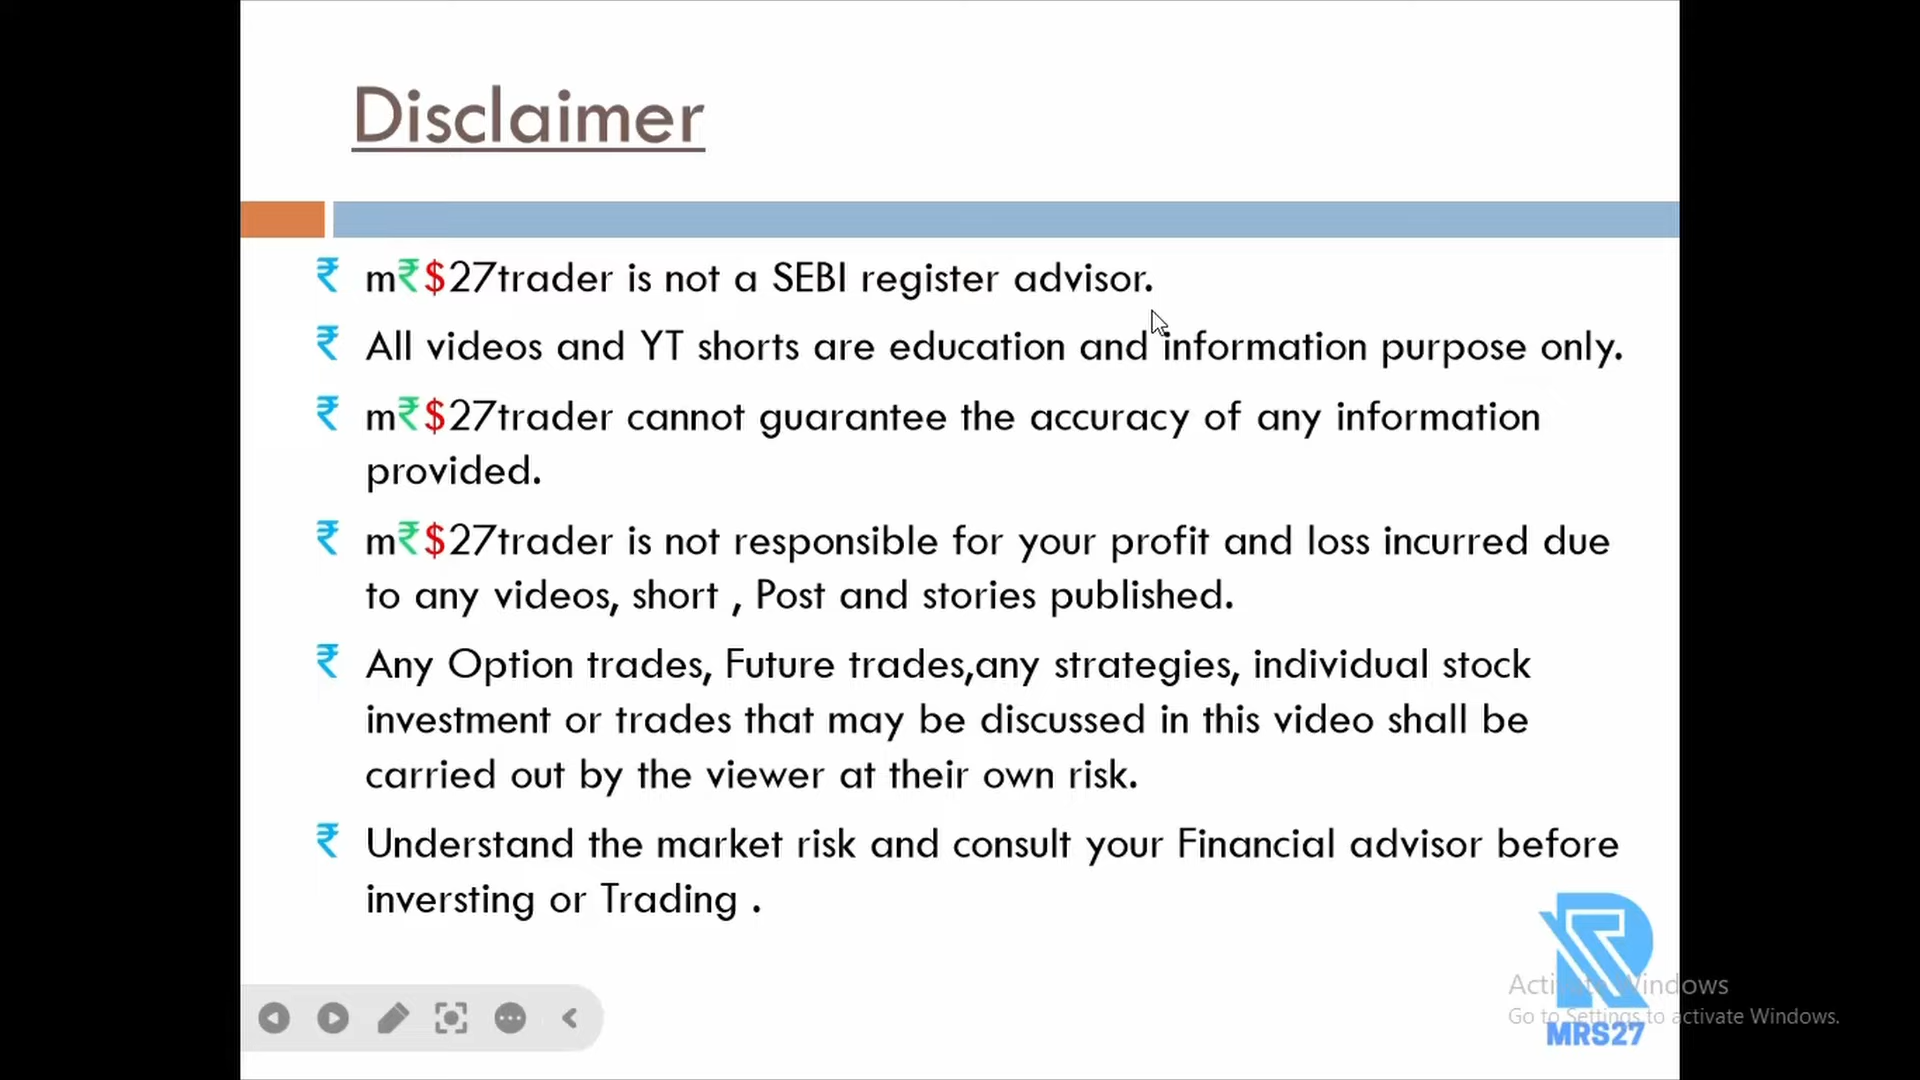 Disclaimer
₹ m₹$27trader is not a SEBI register advisor.
₹ All videos and YT shorts are education and information purpose only.
₹ m₹$27trader cannot guarantee the accuracy of any information
provided.
₹ m₹$27trader is not responsible for your profit and loss incurred due
to any videos, short , Post and stories published.
₹ Any Option trades, Future trades,any strategies, individual stock
investment or trades that may be discussed in this video shall be
carried out by the viewer at their own risk.
₹ Understand the market risk and consult your Financial advisor before
inversting or Trading .
Activate Windows
Go to Settings to activate Windows.
MRS27